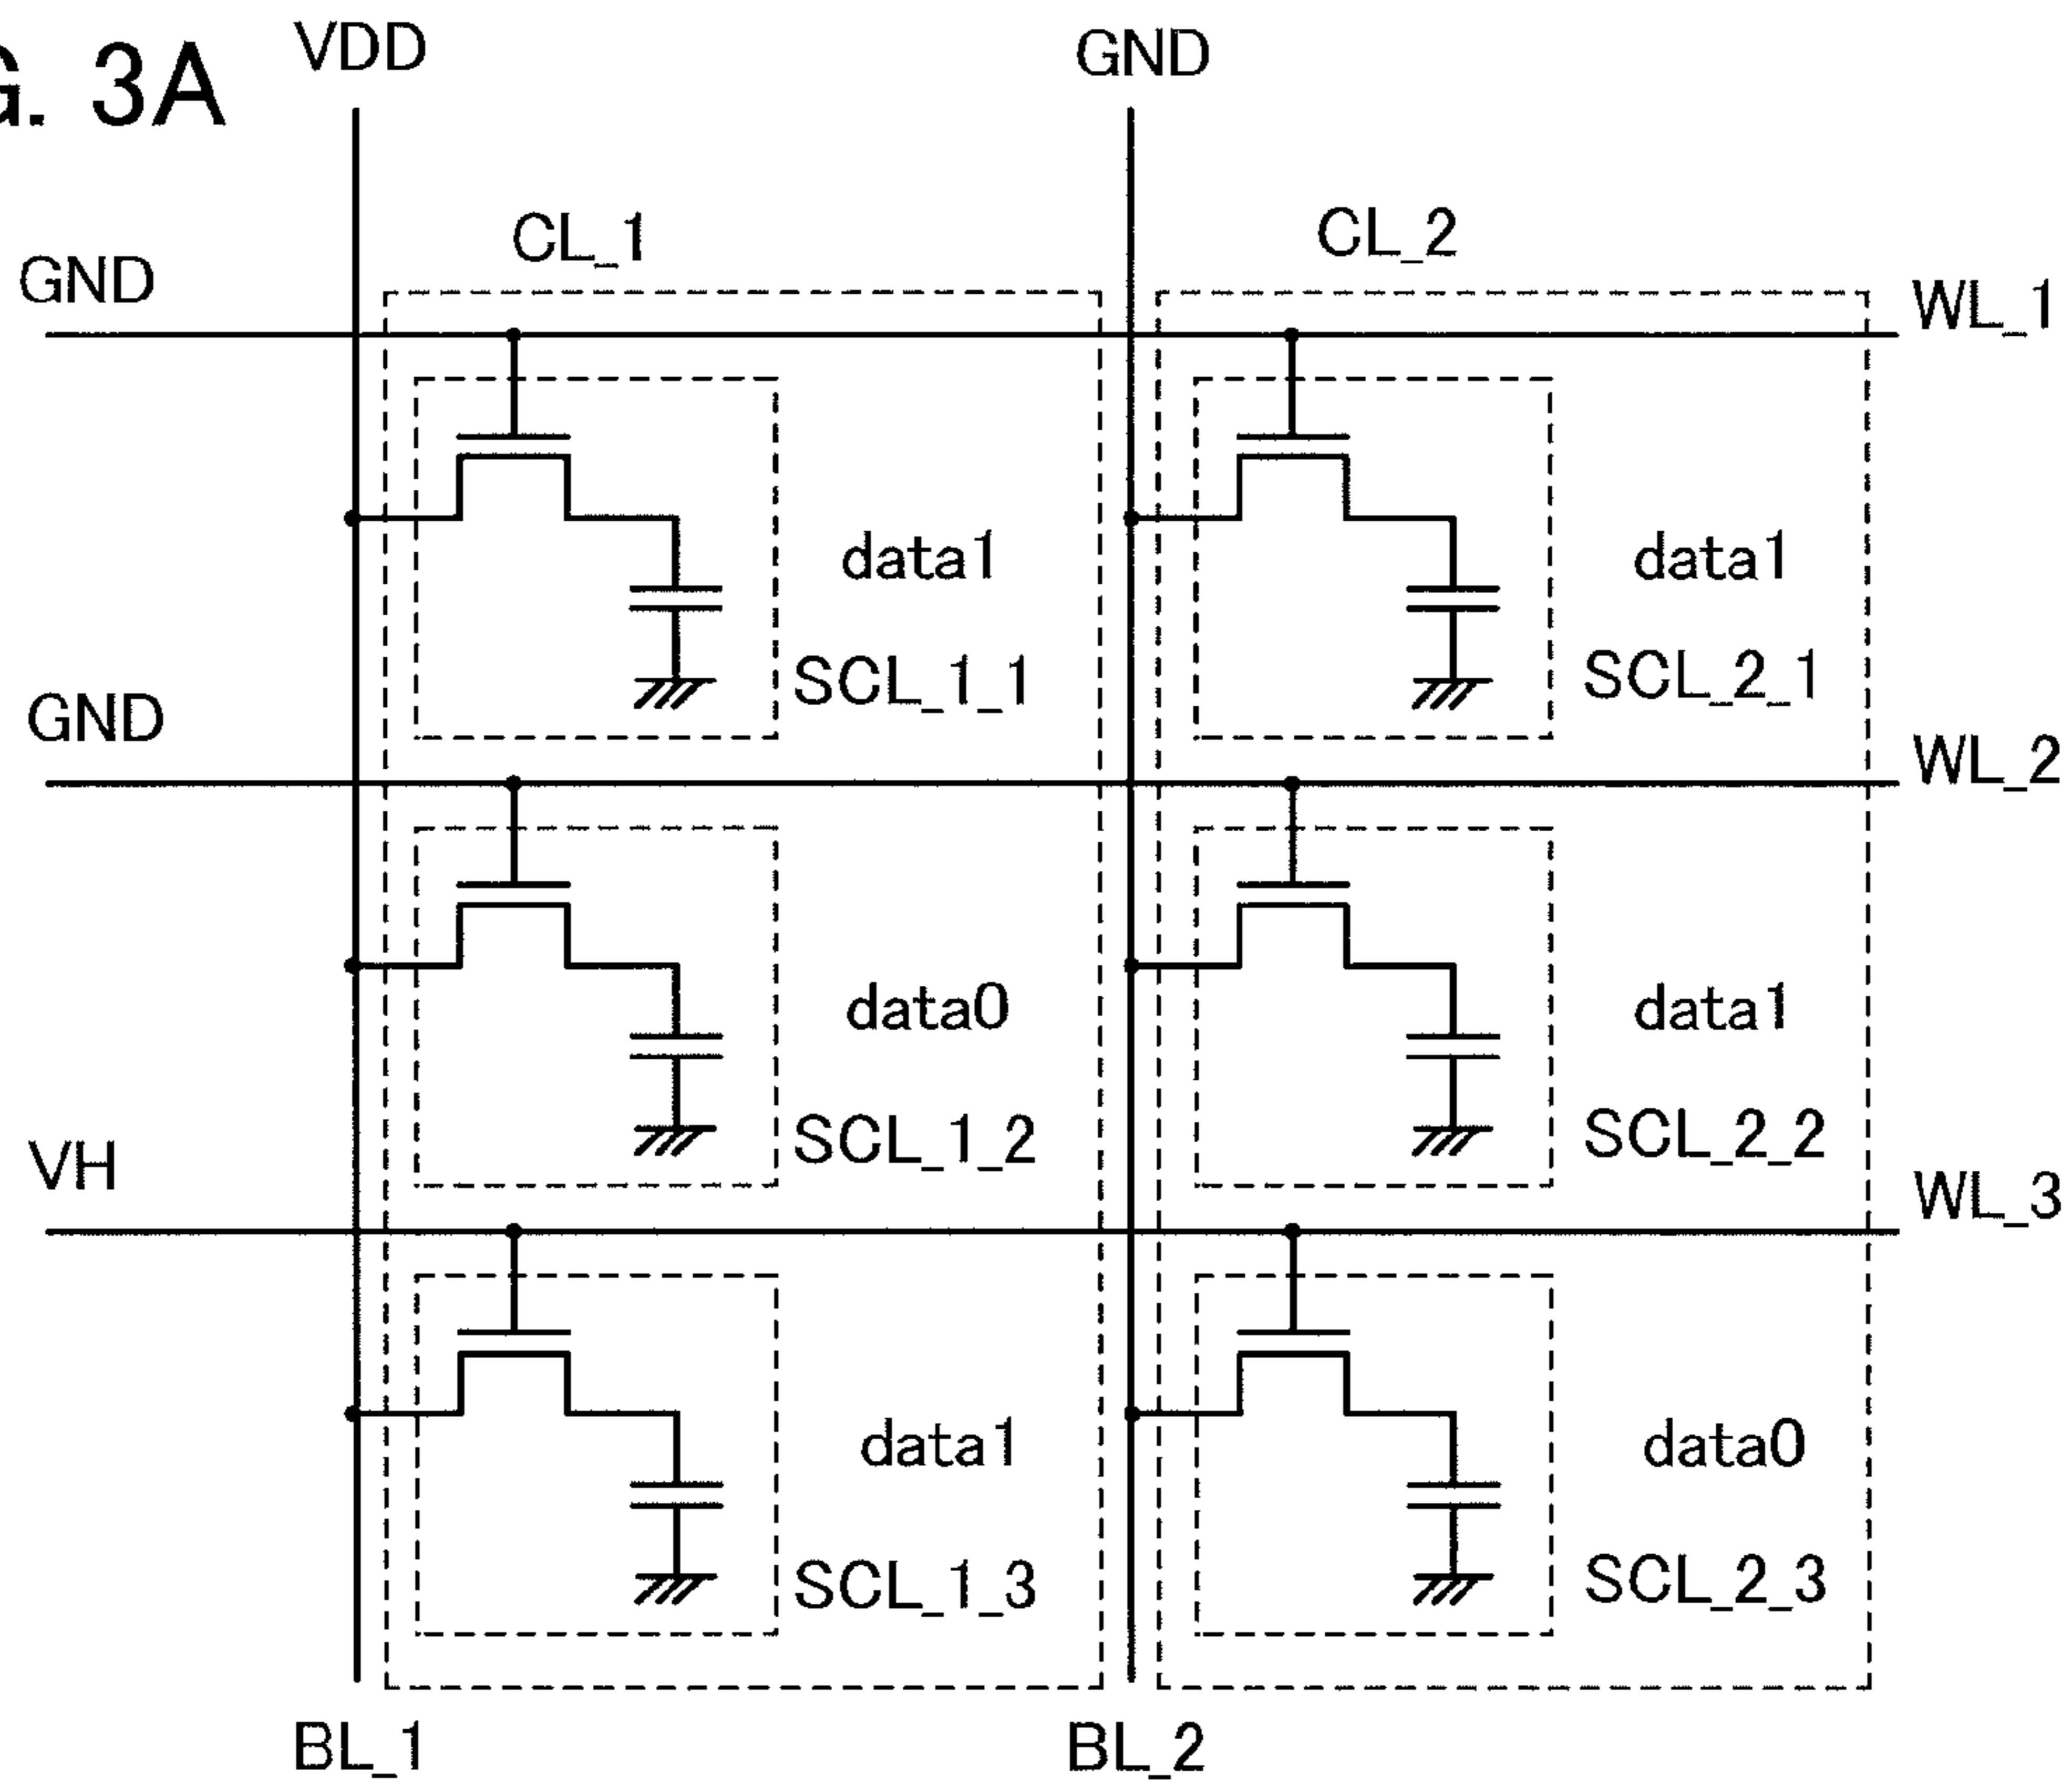 G. 3A
VDD
GND
CL_1
CL_2
GND
WL_1
data1
data1
SCL_1_1
SCL_2_1
GND
WL_2
data0
data1
SCL_1_2
SCL_2_2
VH
WL_3
data1
data0
SCL_1_3
SCL_2_3
BL_1
BL_2